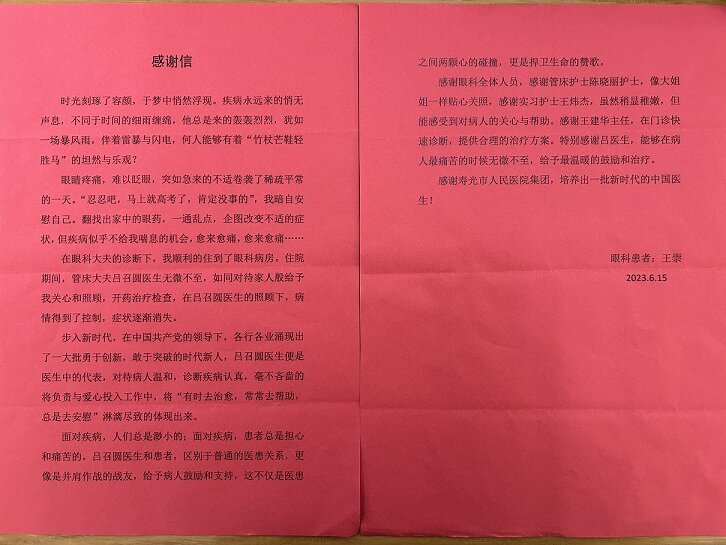 感谢信
时光刻琢了容颜，于梦中悄然浮现。疾病永远来的悄无
声息，不同于时间的细雨缠绵，他总是来的轰轰烈烈，犹如
一场暴风雨，伴着雷暴与闪电，何人能够有着“竹杖芒鞋轻
胜马”的坦然与乐观？
眼睛疼痛，难以眨眼，突如急来的不适卷袭了稀疏平常
的一天。“忍忍吧，马上就高考了，肯定没事的”，我暗自安
慰自己。翻找出家中的眼药，一通乱点，企图改变不适的症
状，但疾病似乎不给我喘息的机会，愈来愈痛，愈来愈痛……
在眼科大夫的诊断下，我顺利的住到了眼科病房。住院
期间，管床大夫吕召圆医生无微不至，如同对待家人般给予
我关心和照顾，开药治疗检查，在吕召圆医生的照顾下，病
情得到了控制，症状逐渐消失。
步入新时代，在中国共产党的领导下，各行各业涌现出
了一大批勇于创新，敢于突破的时代新人，吕召圆医生便是
医生中的代表，对待病人温和，诊断疾病认真，毫不吝啬的
将负责与爱心投入工作中，将“有时去治愈，常常去帮助，
总是去安慰”淋漓尽致的体现出来。
面对疾病，人们总是渺小的；面对疾病，患者总是担心
和痛苦的，吕召圆医生和患者，区别于普通的医患关系，更
像是并肩作战的战友，给予病人鼓励和支持，这不仅是医患
之间两颗心的碰撞，更是捍卫生命的赞歌。
感谢眼科全体人员，感谢管床护士陈晓丽护士，像大姐
姐一样贴心关照，感谢实习护士王炜杰，虽然稍显稚嫩，但
能感受到对病人的关心与帮助。感谢王建华主任，在门诊快
速诊断，提供合理的治疗方案。特别感谢吕医生，能够在病
人最痛苦的时候无微不至，给予最温暖的鼓励和治疗。
感谢寿光市人民医院集团，培养出一批新时代的中国医
生！
眼科患者：王崇
2023.6.15